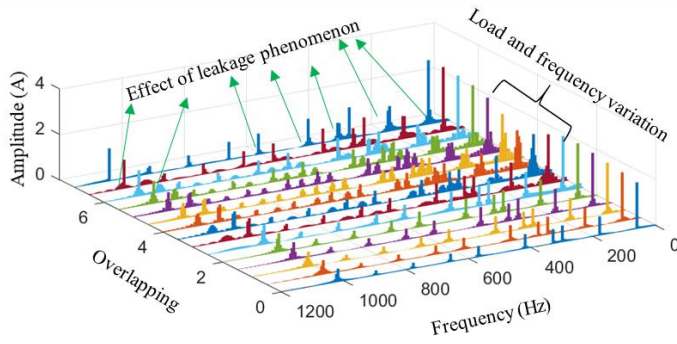 Effect of leakage phenomenon
Load and frequency variation
Amplitude (A)
4
2
0
Overlapping
6
4
2
0
Frequency (Hz)
1200
1000
800
600
400
200
0